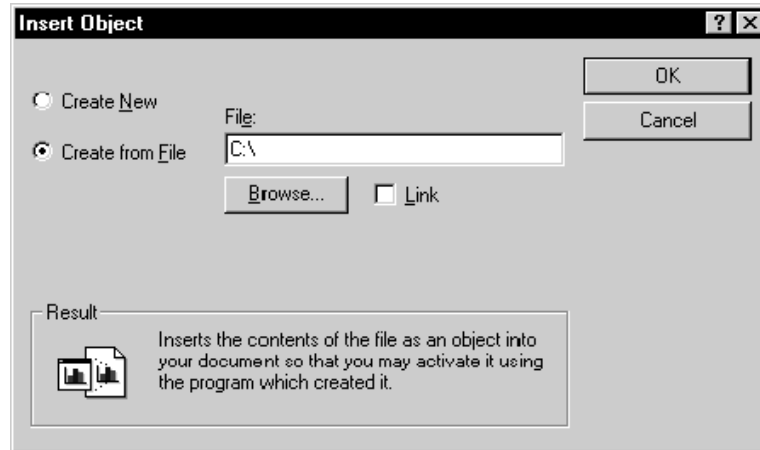 Insert Object
? X
OK
Create New
Cancel
File:
Create from File
C:\
Browse...
Link
Result
Inserts the contents of the file as an object into
your document so that you may activate it using
the program which created it.